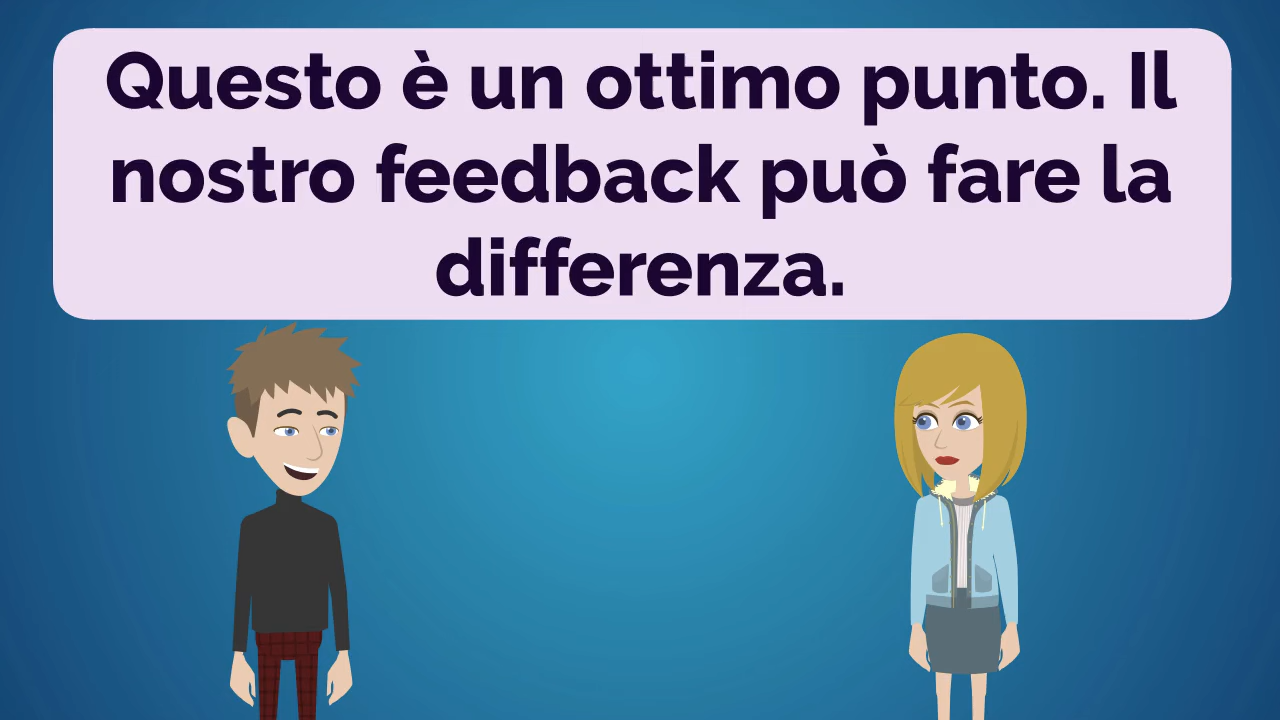 Questo è un ottimo punto. Il
nostro feedback può fare la
differenza.